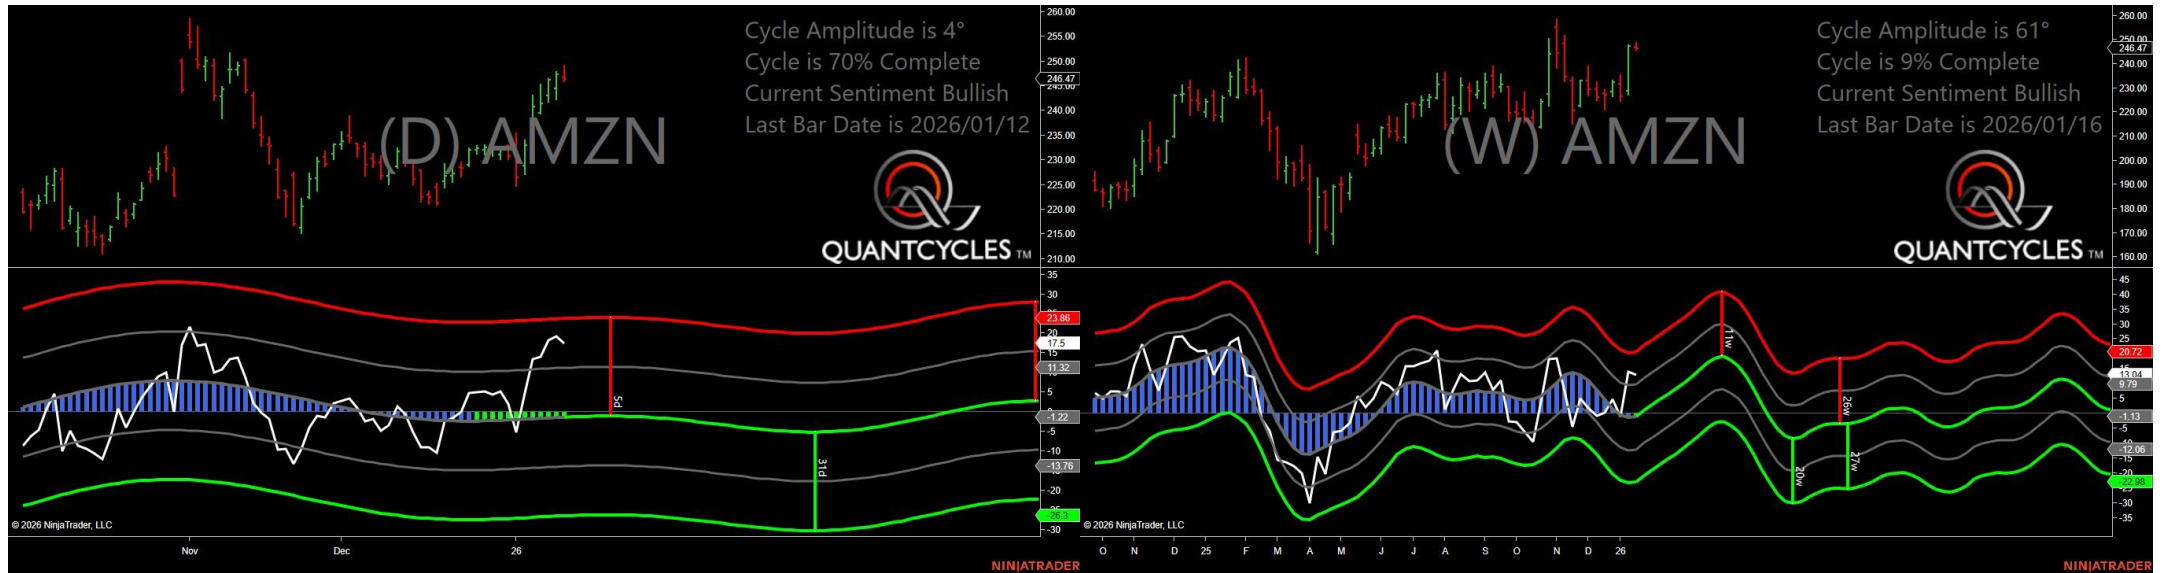 Cycle Amplitude is 4°
Cycle is 70% Complete
Current Sentiment Bullish
Last Bar Date is 2026/01/12
(D) AMZN
QUANTCYCLES TM
260.00
255.00
250.00
246.47
245.00
240.00
235.00
230.00
225.00
220.00
215.00
210.00
35
30
23.86
20
17.5
15
11.32
5
-1.22
-5
-10
-13.76
-20
-26.3
-30
5d
31d
© 2026 NinjaTrader, LLC
Nov
Dec
26
NINJATRADER
Cycle Amplitude is 61°
Cycle is 9% Complete
Current Sentiment Bullish
Last Bar Date is 2026/01/16
(W) AMZN
QUANTCYCLES TM
260.00
250.00
246.47
240.00
230.00
220.00
210.00
200.00
190.00
180.00
170.00
160.00
45
40
35
30
25
20.72
13.04
9.79
5
-1.13
-5
-12.06
-15
-22.98
-30
-35
11w
26w
20w
27w
© 2026 NinjaTrader, LLC
O N D 25 F M A M J J A S O N D 26
NINJATRADER